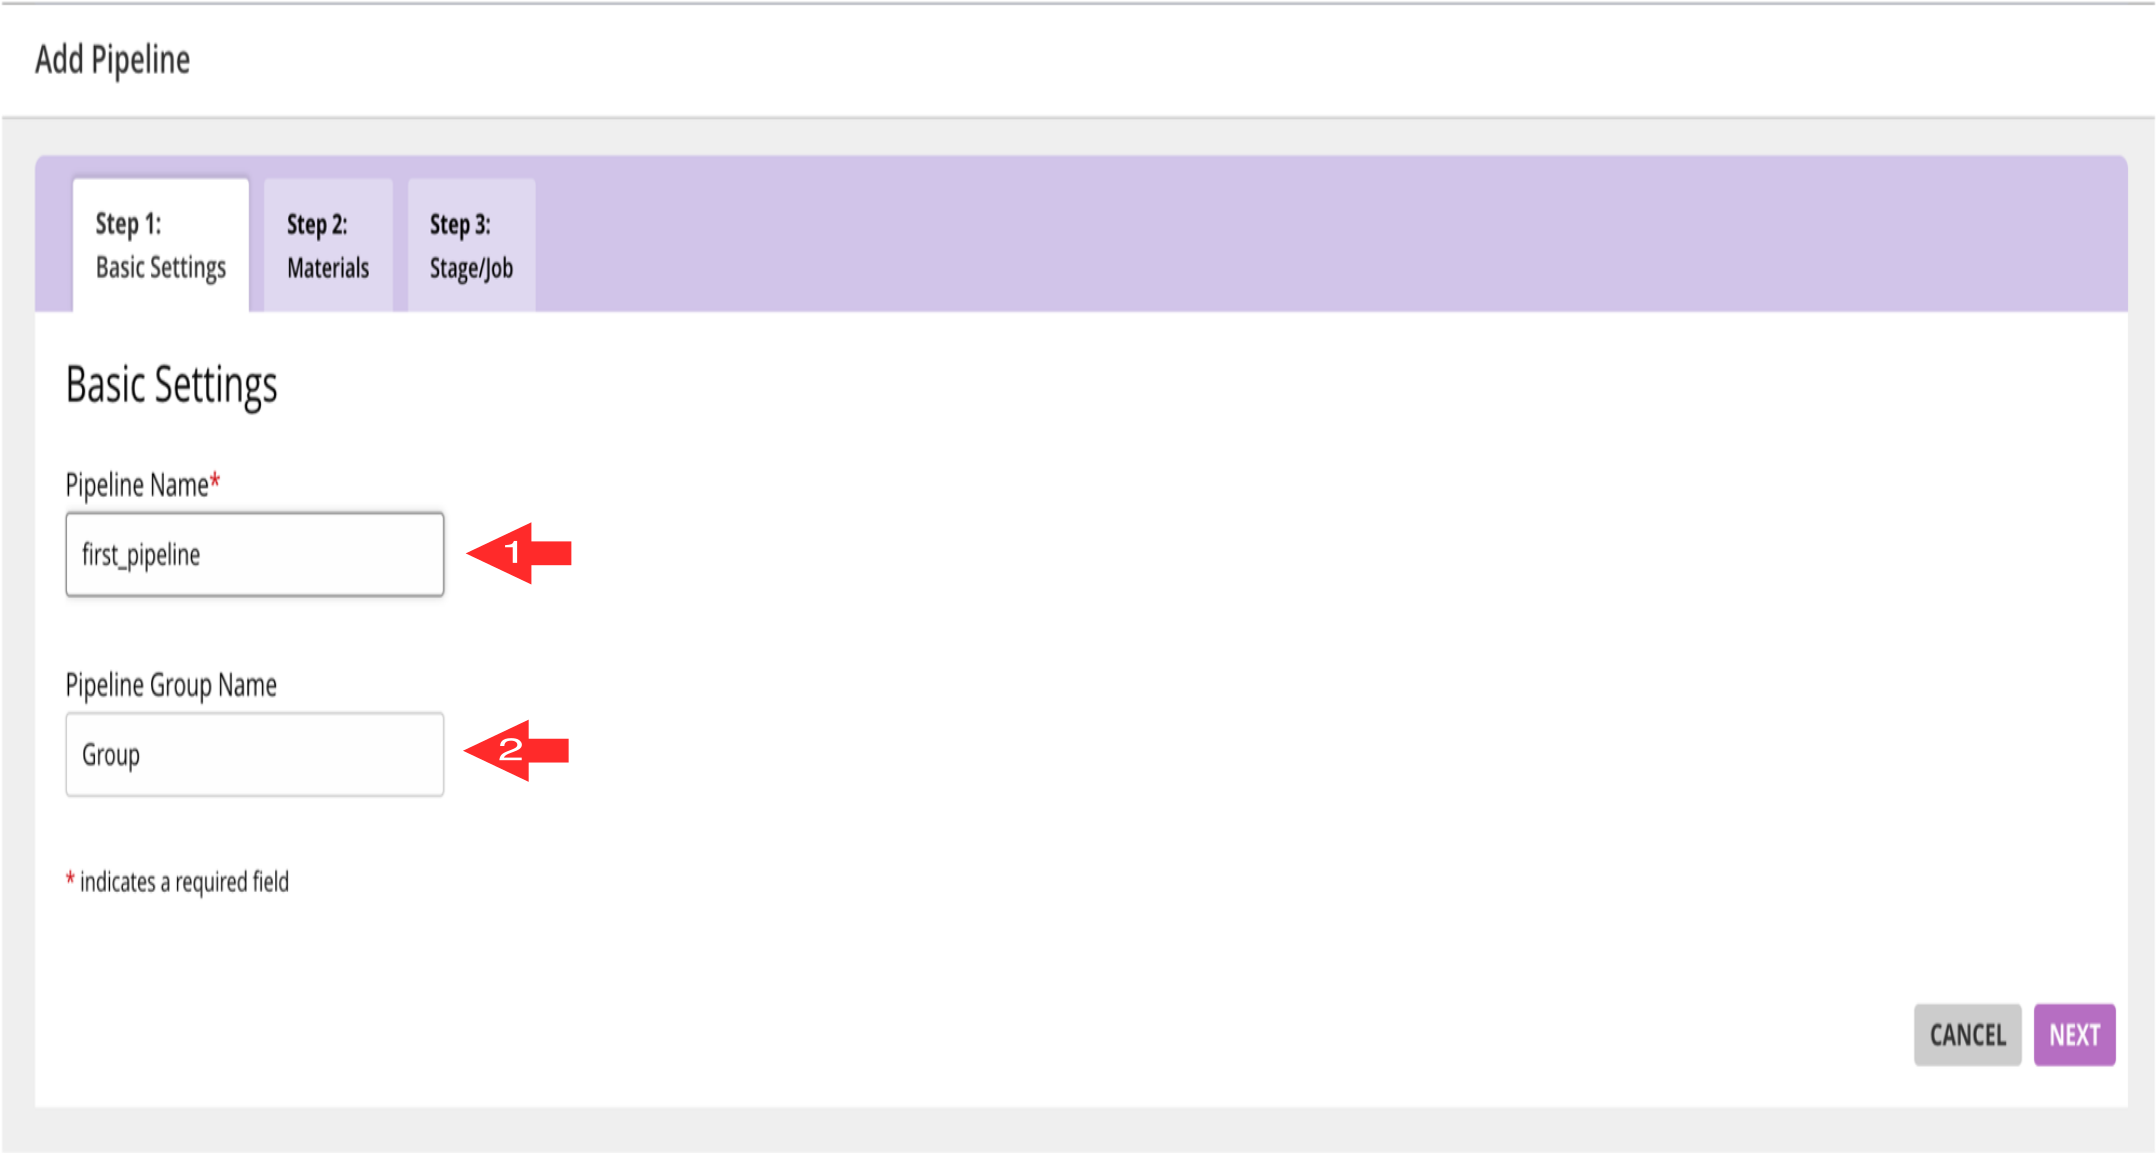 Add Pipeline
Step 1:
Basic Settings
Step 2:
Materials
Step 3:
Stage/Job
Basic Settings
Pipeline Name*
first_pipeline
1
Pipeline Group Name
Group
2
* indicates a required field
CANCEL
NEXT